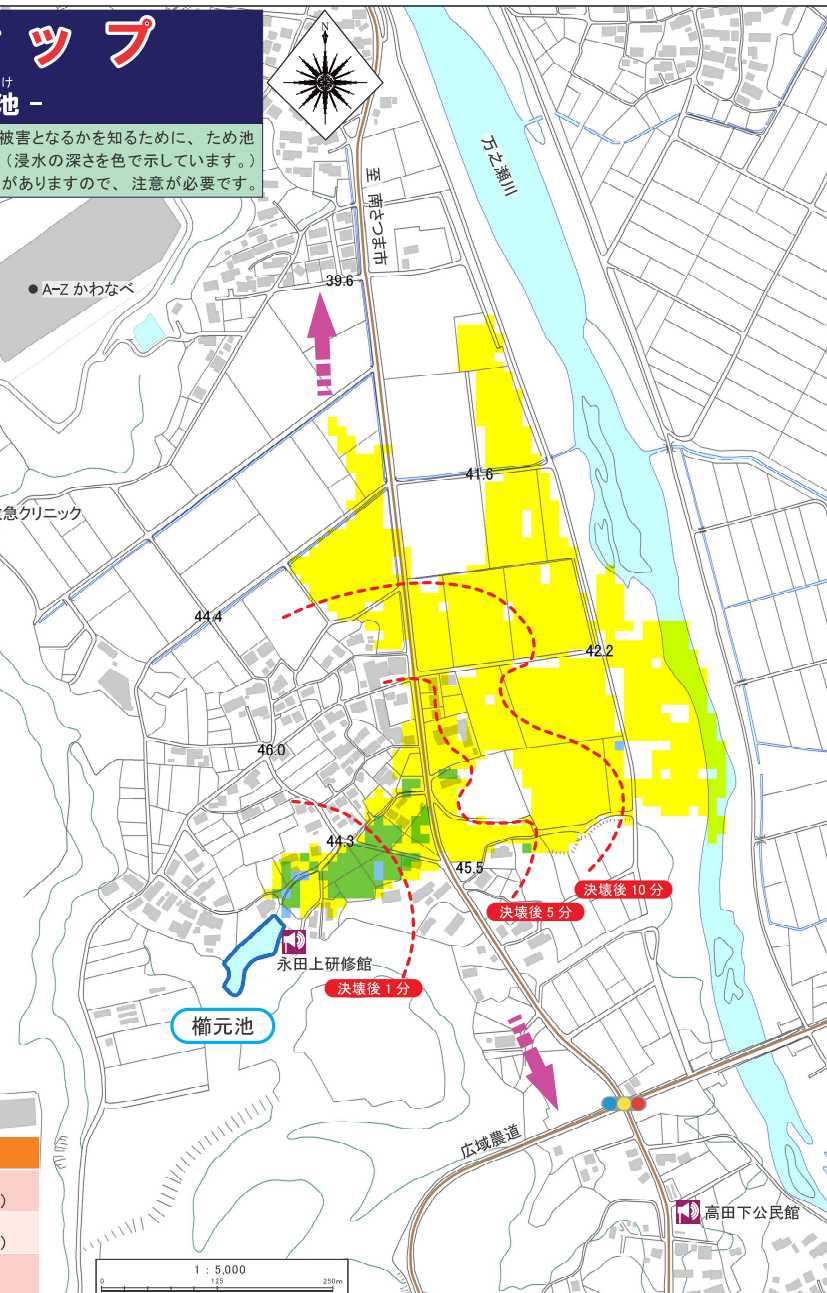 ップ
け
池 -
被害となるかを知るために、ため池
（浸水の深さを色で示しています。）
がありますので、注意が必要です。
N
万之瀬川
至 南さつま市
39.6
A-Z かわなべ
41.6
急クリニック
44.4
42.2
46.0
44.3
45.5
決壊後 10 分
決壊後 5 分
永田上研修館
決壊後 1 分
櫛元池
広域農道
高田下公民館
）
）
1 : 5,000
0 125 250m